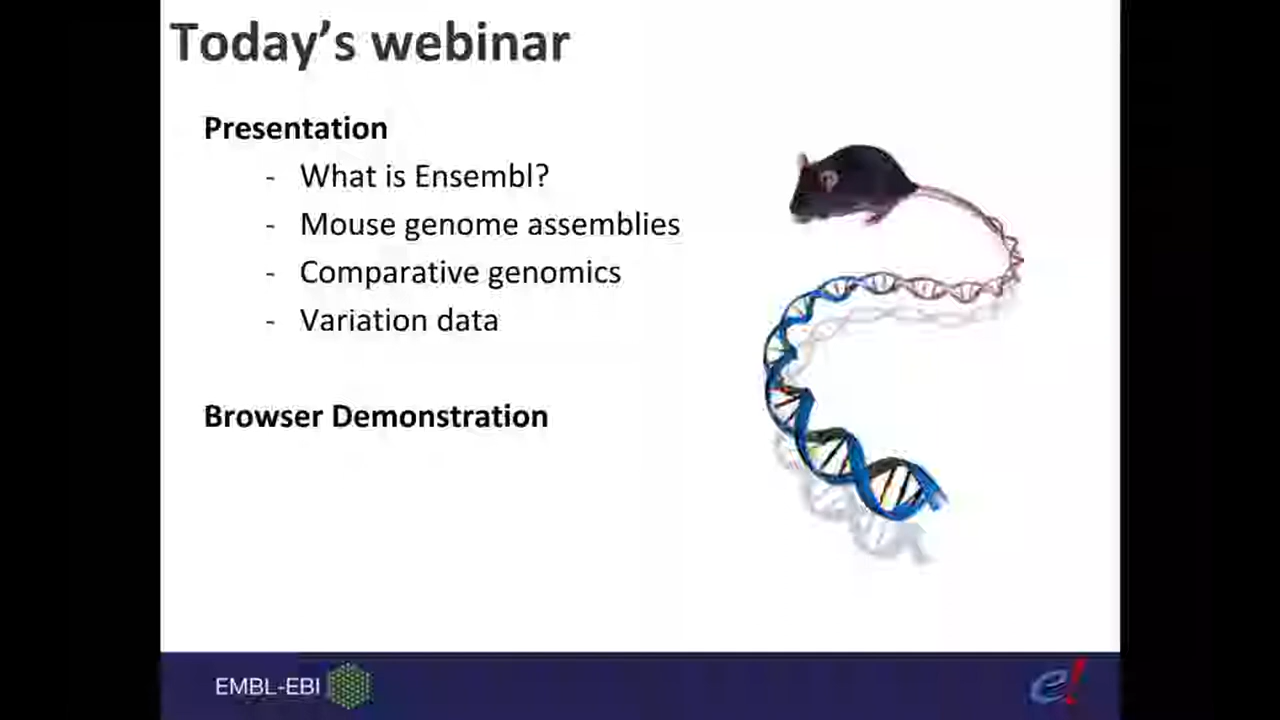 Today's webinar
Presentation
- What is Ensembl?
- Mouse genome assemblies
- Comparative genomics
- Variation data
Browser Demonstration
EMBL-EBI
e!